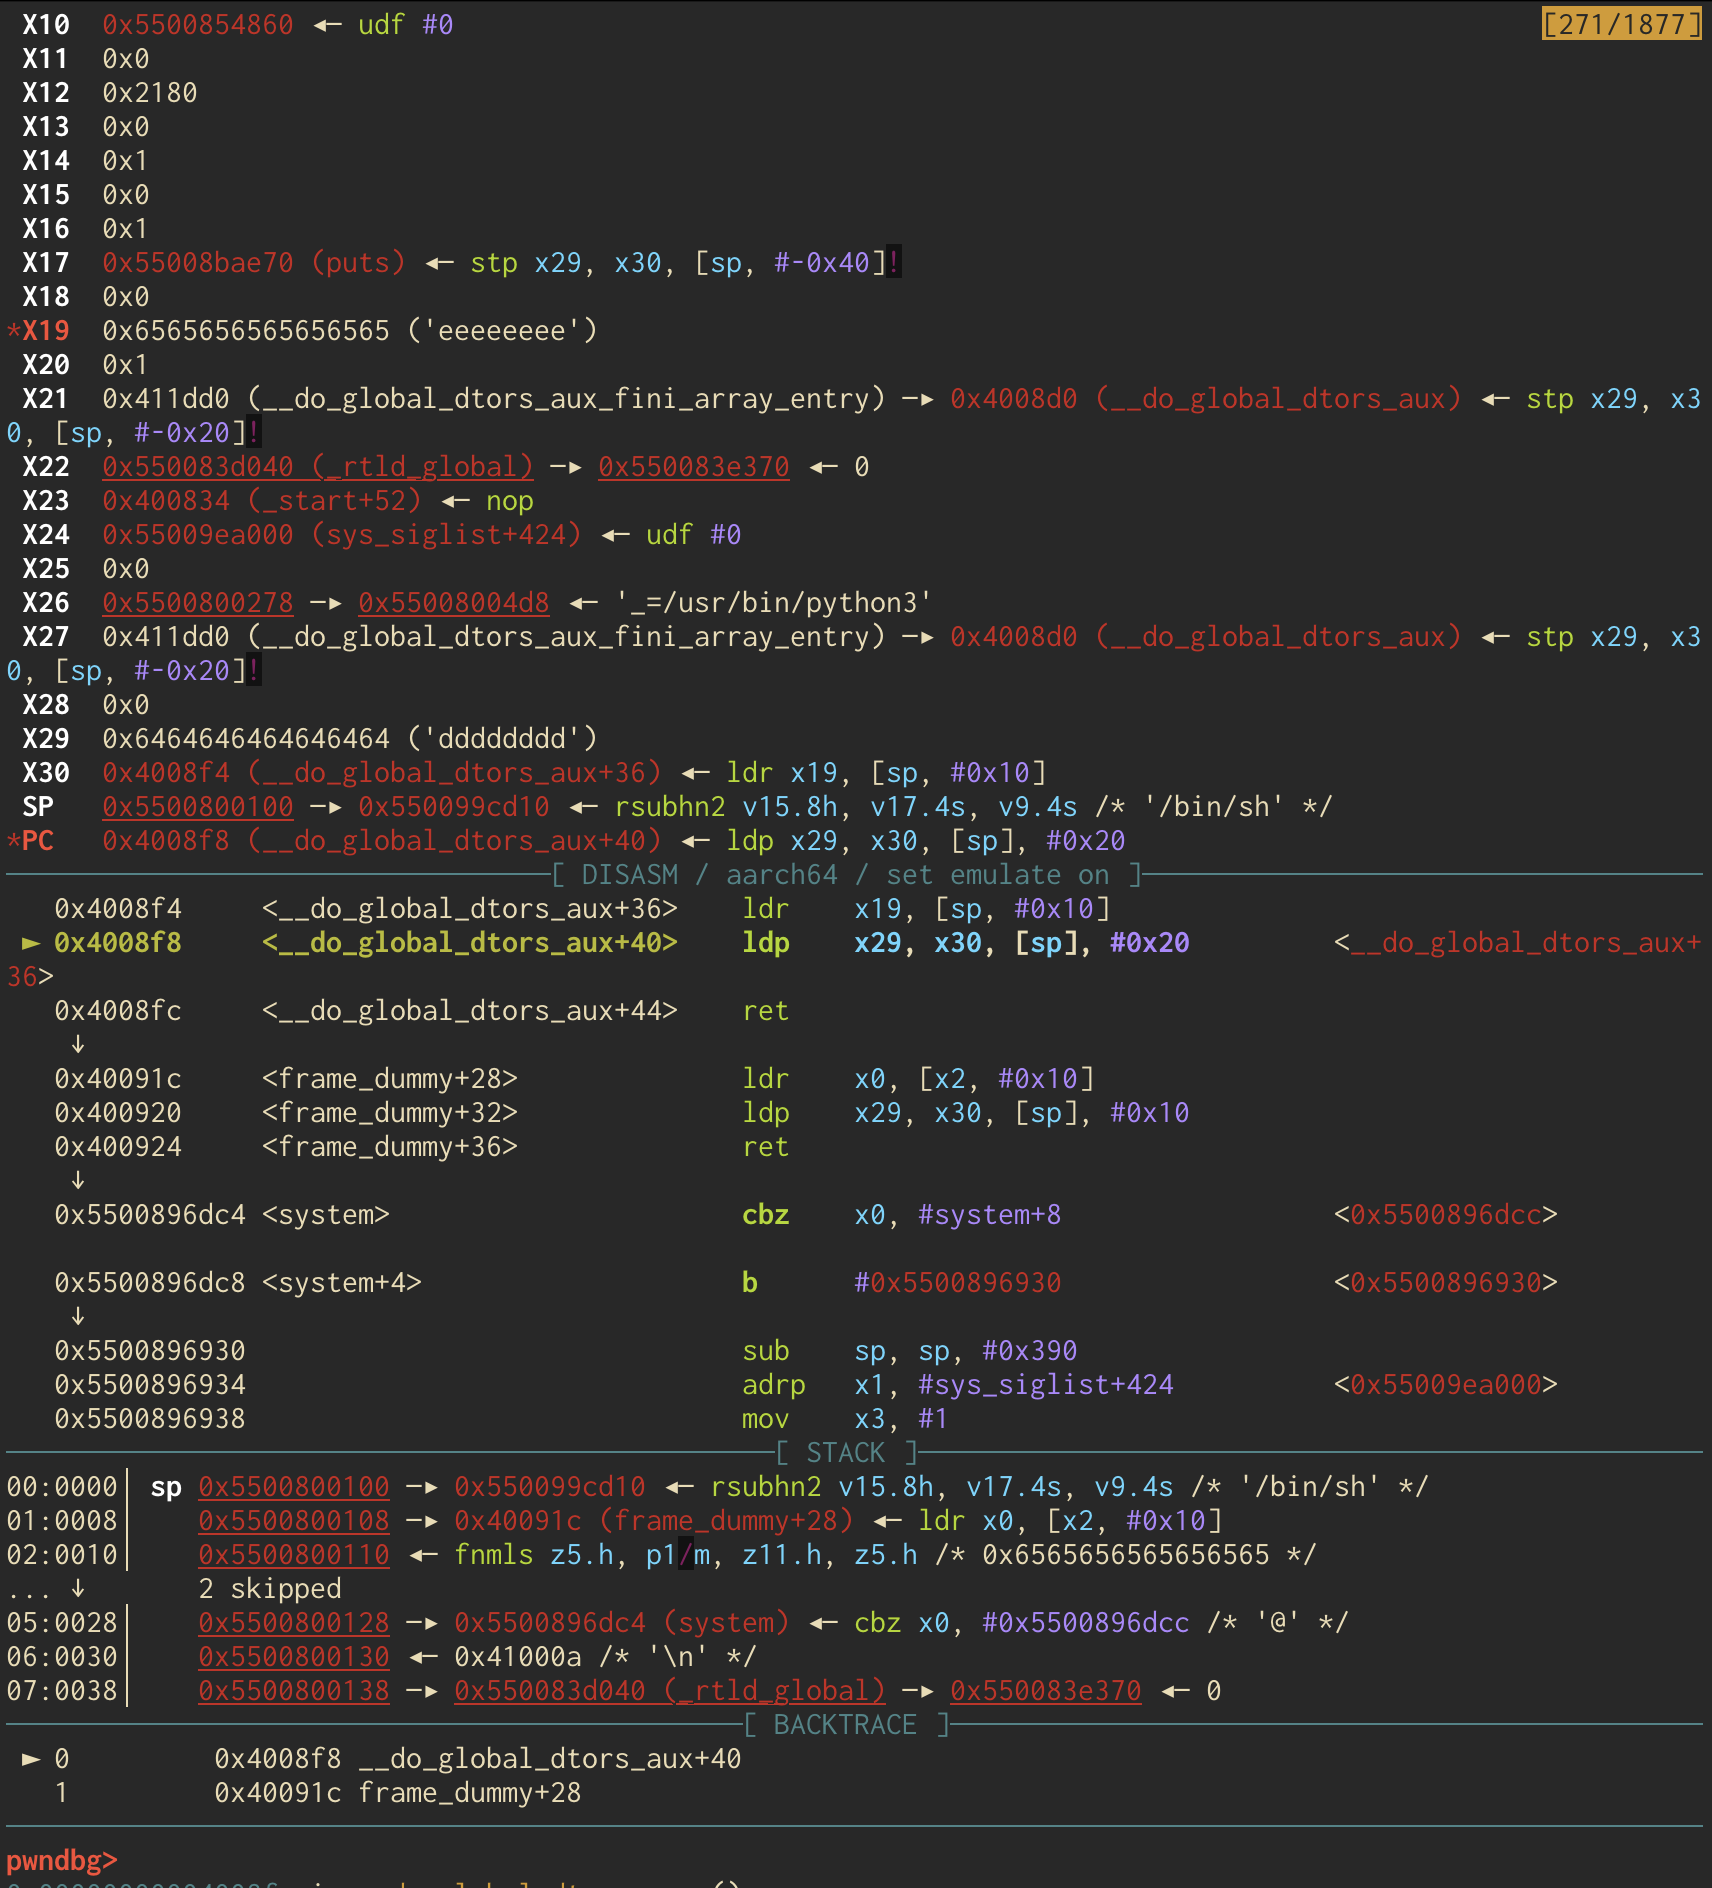 X10 0x5500854860 ◂— udf #0 [271/1877]
X11 0x0
X12 0x2180
X13 0x0
X14 0x1
X15 0x0
X16 0x1
X17 0x55008bae70 (puts) ◂— stp x29, x30, [sp, #-0x40]!
X18 0x0
*X19 0x6565656565656565 ('eeeeeeee')
X20 0x1
X21 0x411dd0 (__do_global_dtors_aux_fini_array_entry) —▸ 0x4008d0 (__do_global_dtors_aux) ◂— stp x29, x3
0, [sp, #-0x20]!
X22 0x550083d040 (_rtld_global) —▸ 0x550083e370 ◂— 0
X23 0x400834 (_start+52) ◂— nop
X24 0x55009ea000 (sys_siglist+424) ◂— udf #0
X25 0x0
X26 0x5500800278 —▸ 0x55008004d8 ◂— '_=/usr/bin/python3'
X27 0x411dd0 (__do_global_dtors_aux_fini_array_entry) —▸ 0x4008d0 (__do_global_dtors_aux) ◂— stp x29, x3
0, [sp, #-0x20]!
X28 0x0
X29 0x6464646464646464 ('dddddddd')
X30 0x4008f4 (__do_global_dtors_aux+36) ◂— ldr x19, [sp, #0x10]
SP 0x5500800100 —▸ 0x550099cd10 ◂— rsubhn2 v15.8h, v17.4s, v9.4s /* '/bin/sh' */
*PC 0x4008f8 (__do_global_dtors_aux+40) ◂— ldp x29, x30, [sp], #0x20
[ DISASM / aarch64 / set emulate on ]
0x4008f4 <__do_global_dtors_aux+36> ldr x19, [sp, #0x10]
► 0x4008f8 <__do_global_dtors_aux+40> ldp x29, x30, [sp], #0x20 <__do_global_dtors_aux+
36>
0x4008fc <__do_global_dtors_aux+44> ret
↓
0x40091c <frame_dummy+28> ldr x0, [x2, #0x10]
0x400920 <frame_dummy+32> ldp x29, x30, [sp], #0x10
0x400924 <frame_dummy+36> ret
↓
0x5500896dc4 <system> cbz x0, #system+8 <0x5500896dcc>
0x5500896dc8 <system+4> b #0x5500896930 <0x5500896930>
↓
0x5500896930 sub sp, sp, #0x390
0x5500896934 adrp x1, #sys_siglist+424 <0x55009ea000>
0x5500896938 mov x3, #1
[ STACK ]
00:0000│ sp 0x5500800100 —▸ 0x550099cd10 ◂— rsubhn2 v15.8h, v17.4s, v9.4s /* '/bin/sh' */
01:0008│ 0x5500800108 —▸ 0x40091c (frame_dummy+28) ◂— ldr x0, [x2, #0x10]
02:0010│ 0x5500800110 ◂— fnmls z5.h, p1/m, z11.h, z5.h /* 0x6565656565656565 */
... ↓ 2 skipped
05:0028│ 0x5500800128 —▸ 0x5500896dc4 (system) ◂— cbz x0, #0x5500896dcc /* '@' */
06:0030│ 0x5500800130 ◂— 0x41000a /* '\n' */
07:0038│ 0x5500800138 —▸ 0x550083d040 (_rtld_global) —▸ 0x550083e370 ◂— 0
[ BACKTRACE ]
► 0 0x4008f8 __do_global_dtors_aux+40
1 0x40091c frame_dummy+28
pwndbg>